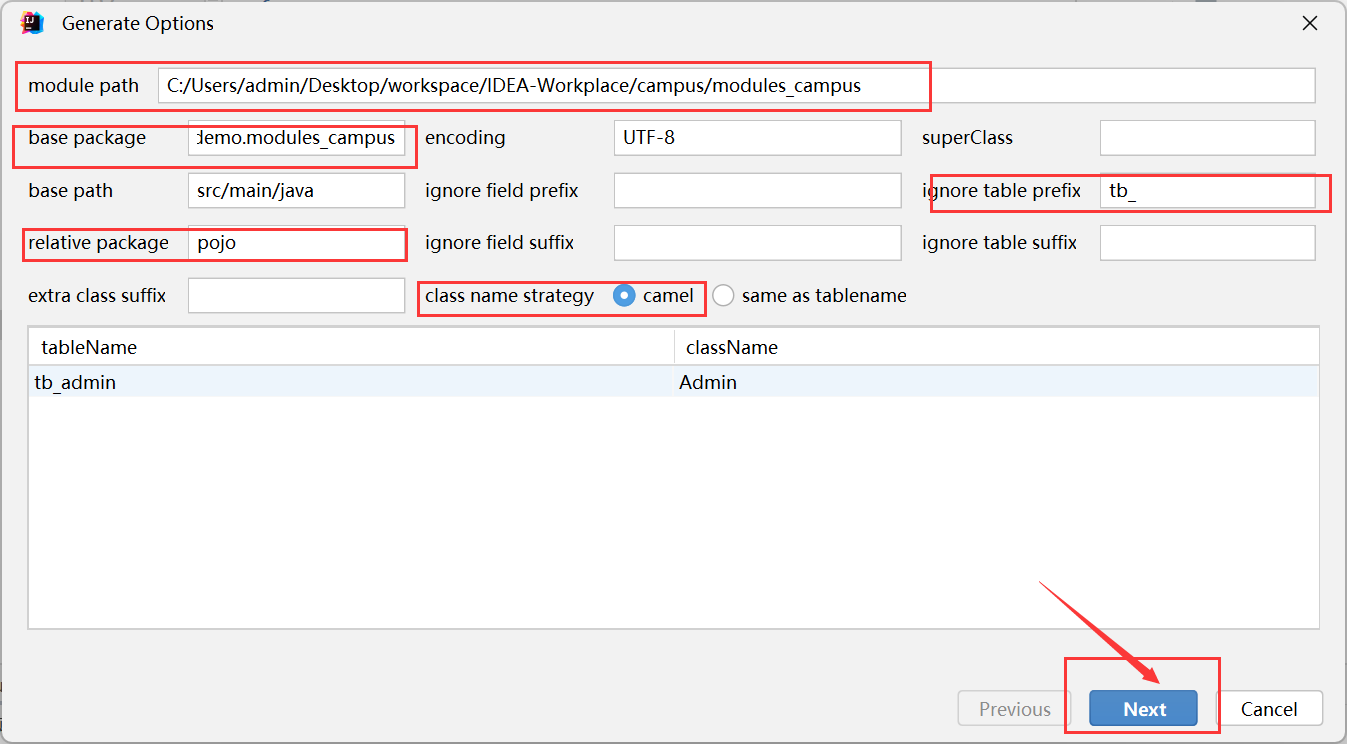 Generate Options
module path C:/Users/admin/Desktop/workspace/IDEA-Workplace/campus/modules_campus
base package demo.modules_campus encoding UTF-8 superClass
base path src/main/java ignore field prefix ignore table prefix tb_
relative package pojo ignore field suffix ignore table suffix
extra class suffix class name strategy camel same as tablename
tableName className
tb_admin Admin
Previous Next Cancel